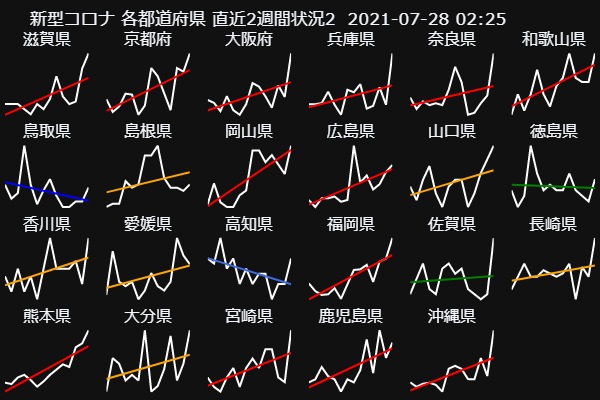 新型コロナ 各都道府県 直近2週間状況2 2021-07-28 02:25
滋賀県 京都府 大阪府 兵庫県 奈良県 和歌山県
鳥取県 島根県 岡山県 広島県 山口県 徳島県
香川県 愛媛県 高知県 福岡県 佐賀県 長崎県
熊本県 大分県 宮崎県 鹿児島県 沖縄県